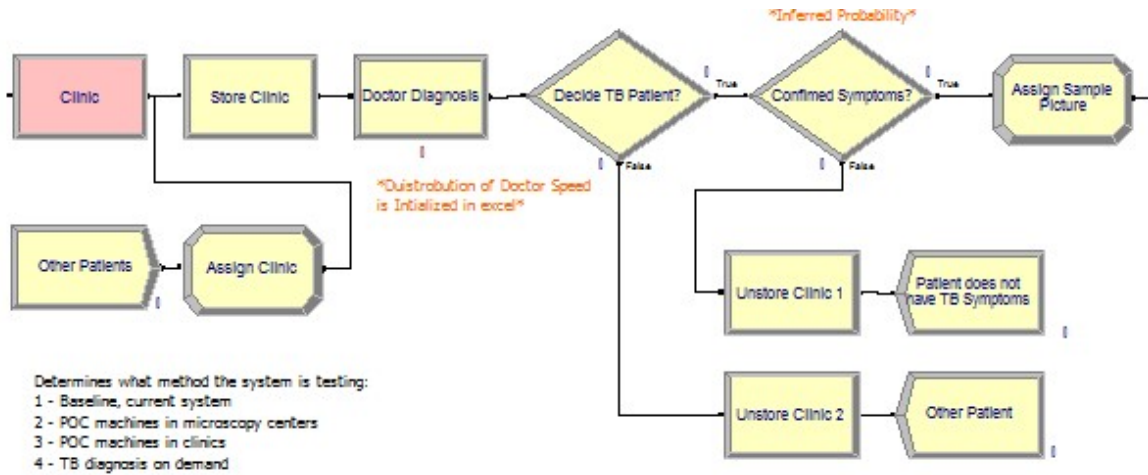 *Inferred Probability*
Clinic
Store Clinic
Doctor Diagnosis
Decide TB Patient?
True
Confimed Symptoms?
True
Assign Sample
Picture
False
False
*Duistrobution of Doctor Speed
is Intialized in excel*
Other Patients
Assign Clinic
Unstore Clinic 1
Patient does not
have TB Symptoms
Unstore Clinic 2
Other Patient
Determines what method the system is testing:
1 - Baseline, current system
2 - POC machines in microscopy centers
3 - POC machines in clinics
4 - TB diagnosis on demand